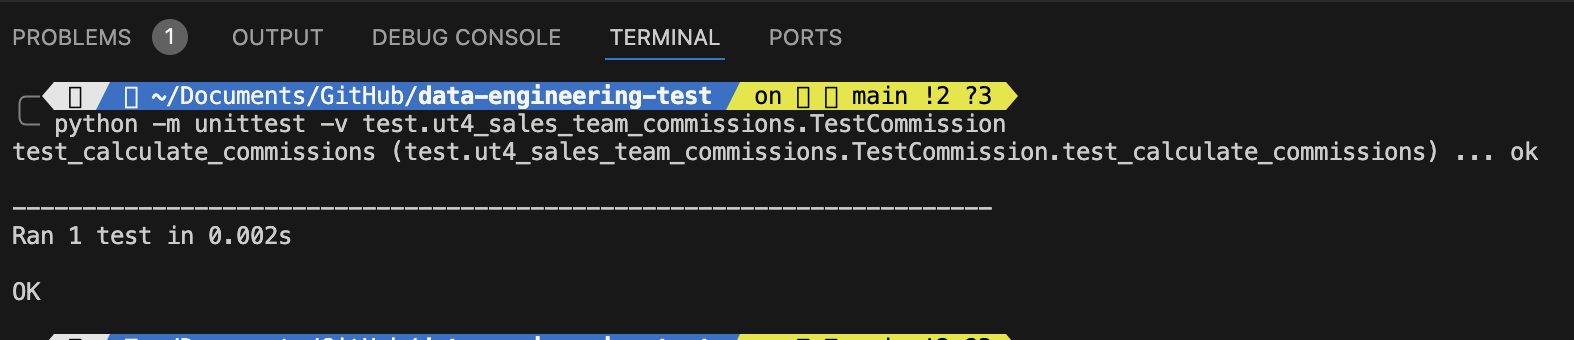 PROBLEMS 1 OUTPUT DEBUG CONSOLE TERMINAL PORTS
~/Documents/GitHub/data-engineering-test on main !2 ?3
python -m unittest -v test.ut4_sales_team_commissions.TestCommission
test_calculate_commissions (test.ut4_sales_team_commissions.TestCommission.test_calculate_commissions) ... ok
----------------------------------------------------------------------
Ran 1 test in 0.002s
OK